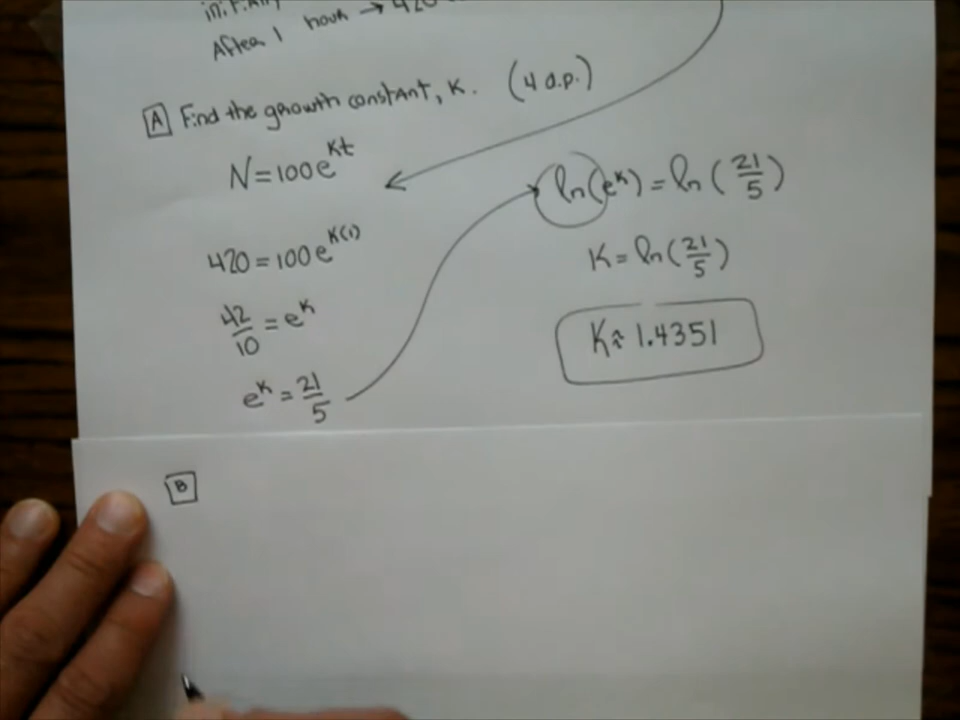 After 1 hour → 420
A Find the growth constant, K. (4 d.p.)
N = 100e^{Kt}
420 = 100e^{K(1)}
42/10 = e^K
e^K = 21/5
ln(e^K) = ln(21/5)
K = ln(21/5)
K ≈ 1.4351
B